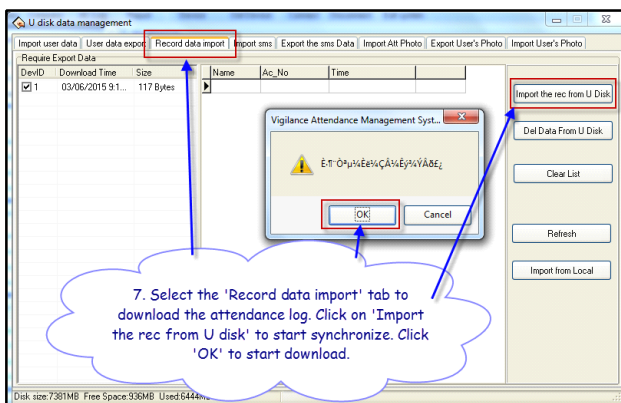 U disk data management
Import user data
User data export
Record data import
Import sms
Export the sms Data
Import Att Photo
Export User's Photo
Import User's Photo
Require Export Data
DevID Download Time Size
1 03/06/2015 9:1... 117 Bytes
Name Ac_No Time
Import the rec from U Disk
Del Data From U Disk
Clear List
Refresh
Import from Local
Vigilance Attendance Management Syst...
OK Cancel
7. Select the 'Record data import' tab to
download the attendance log. Click on 'Import
the rec from U disk' to start synchronize. Click
'OK' to start download.
Disk size:7381MB Free Space:936MB Used:6444MB